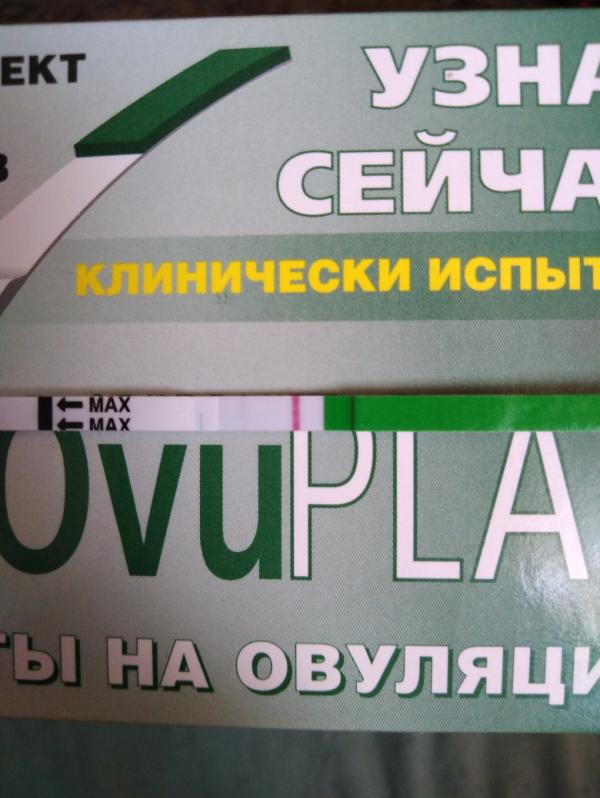 ЕКТ
УЗНА
В
СЕЙЧА
КЛИНИЧЕСКИ ИСПЫТ
← MAX
← MAX
OvuPLA
ТЫ НА ОВУЛЯЦИ